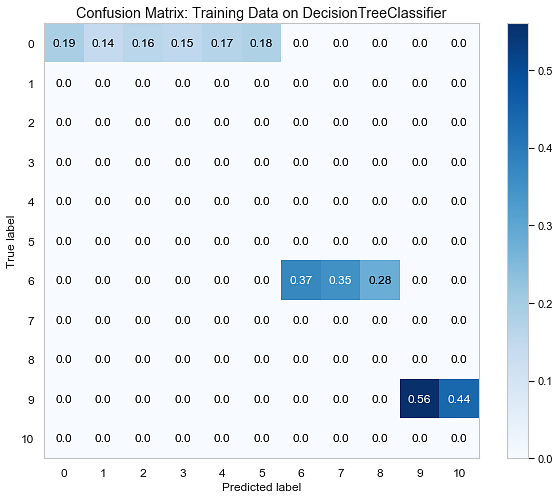 Confusion Matrix: Training Data on DecisionTreeClassifier
0 0.19 0.14 0.16 0.15 0.17 0.18 0.0 0.0 0.0 0.0 0.0
1 0.0 0.0 0.0 0.0 0.0 0.0 0.0 0.0 0.0 0.0 0.0
2 0.0 0.0 0.0 0.0 0.0 0.0 0.0 0.0 0.0 0.0 0.0
3 0.0 0.0 0.0 0.0 0.0 0.0 0.0 0.0 0.0 0.0 0.0
4 0.0 0.0 0.0 0.0 0.0 0.0 0.0 0.0 0.0 0.0 0.0
5 0.0 0.0 0.0 0.0 0.0 0.0 0.0 0.0 0.0 0.0 0.0
6 0.0 0.0 0.0 0.0 0.0 0.0 0.37 0.35 0.28 0.0 0.0
7 0.0 0.0 0.0 0.0 0.0 0.0 0.0 0.0 0.0 0.0 0.0
8 0.0 0.0 0.0 0.0 0.0 0.0 0.0 0.0 0.0 0.0 0.0
9 0.0 0.0 0.0 0.0 0.0 0.0 0.0 0.0 0.0 0.56 0.44
10 0.0 0.0 0.0 0.0 0.0 0.0 0.0 0.0 0.0 0.0 0.0
0 1 2 3 4 5 6 7 8 9 10
Predicted label
True label
0.5
0.4
0.3
0.2
0.1
0.0